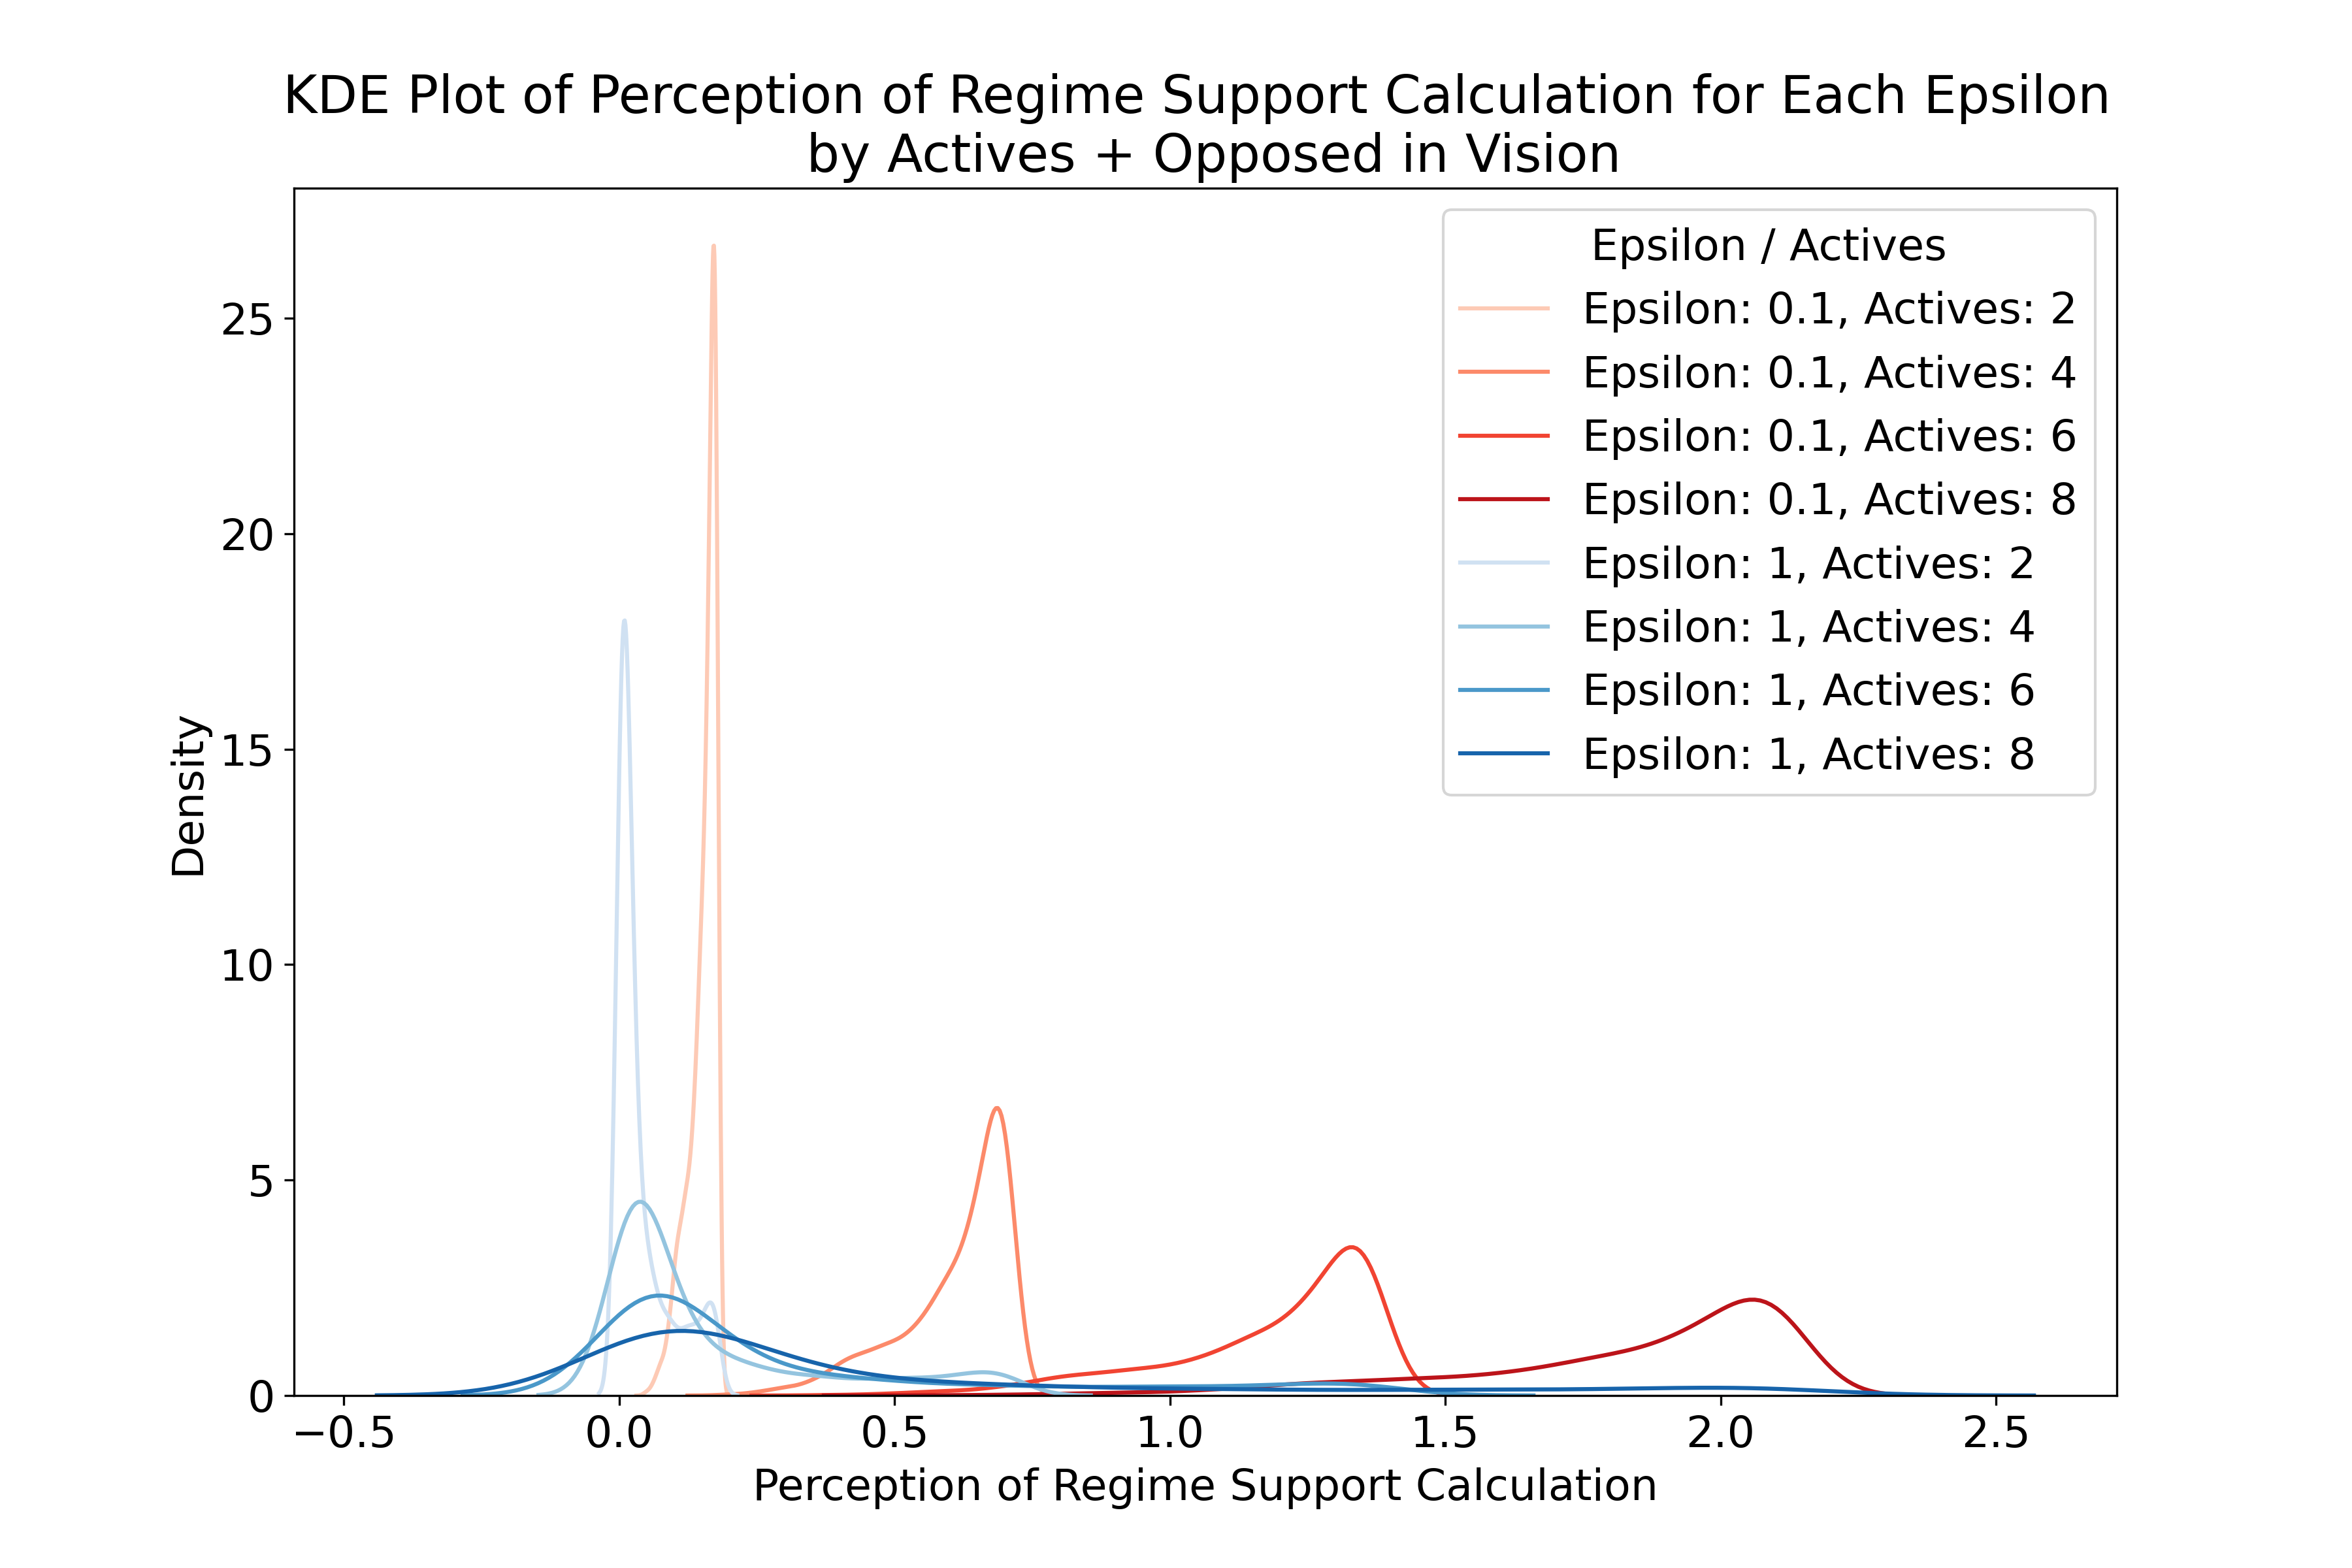 KDE Plot of Perception of Regime Support Calculation for Each Epsilon
by Actives + Opposed in Vision
Epsilon / Actives
Epsilon: 0.1, Actives: 2
Epsilon: 0.1, Actives: 4
Epsilon: 0.1, Actives: 6
Epsilon: 0.1, Actives: 8
Epsilon: 1, Actives: 2
Epsilon: 1, Actives: 4
Epsilon: 1, Actives: 6
Epsilon: 1, Actives: 8
Density
25
20
15
10
5
0
−0.5 0.0 0.5 1.0 1.5 2.0 2.5
Perception of Regime Support Calculation